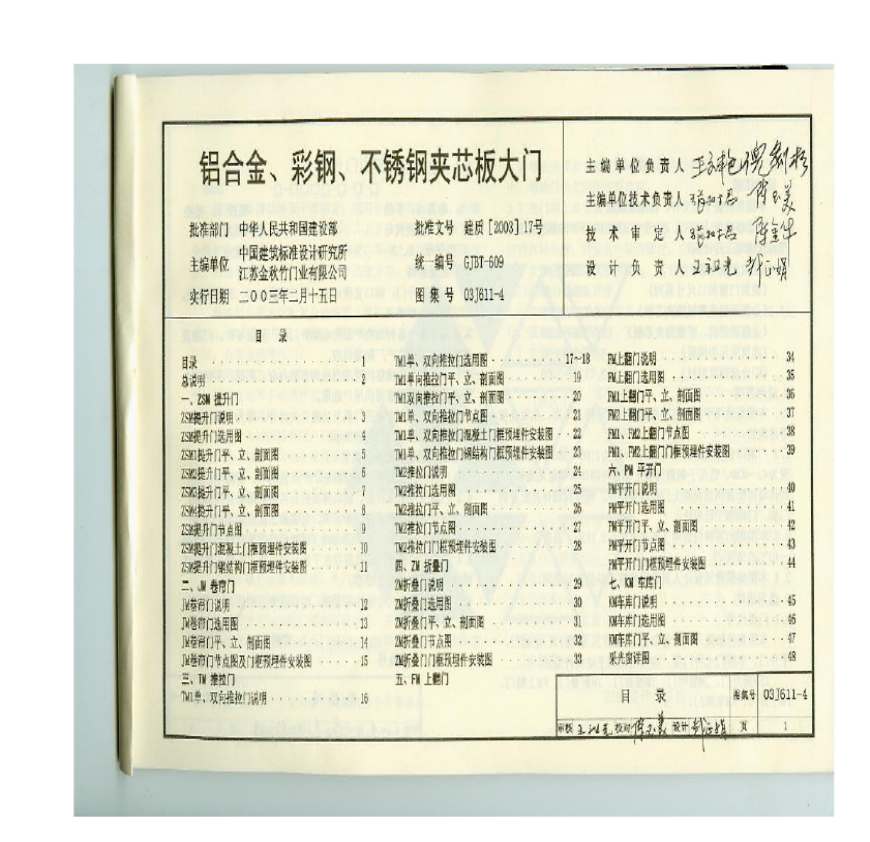 铝合金、彩钢、不锈钢夹芯板大门
批准部门 中华人民共和国建设部 批准文号 建质[2003]17号
主编单位 中国建筑标准设计研究所 江苏金秋竹门业有限公司 统一编号 GJBT-609
实行日期 二00三年二月十五日 图集号 03J611-4
主编单位负责人
主编单位技术负责人
技术审定人
设计负责人
目录
目录 1
总说明 2
一、ZSM 提升门
ZSM提升门说明 3
ZSM提升门选用图 4
ZSM1提升门平、立、剖面图 5
ZSM2提升门平、立、剖面图 6
ZSM3提升门平、立、剖面图 7
ZSM4提升门平、立、剖面图 8
ZSM提升门节点图 9
ZSM提升门混凝土门框预埋件安装图 10
ZSM提升门钢结构门框预埋件安装图 11
二、JM 卷帘门
JM卷帘门说明 12
JM卷帘门选用图 13
JM卷帘门平、立、剖面图 14
JM卷帘门节点图及门框预埋件安装图 15
三、TM 推拉门
TM1单、双向推拉门说明 16
TM1单、双向推拉门选用图 17~18
TM1单向推拉门平、立、剖面图 19
TM1双向推拉门平、立、剖面图 20
TM1单、双向推拉门节点图 21
TM1单、双向推拉门混凝土门框预埋件安装图 22
TM1单、双向推拉门钢结构门框预埋件安装图 23
TM2推拉门说明 24
TM2推拉门选用图 25
TM2推拉门平、立、剖面图 26
TM2推拉门节点图 27
TM2推拉门门框预埋件安装图 28
四、ZM 折叠门
ZM折叠门说明 29
ZM折叠门选用图 30
ZM折叠门平、立、剖面图 31
ZM折叠门节点图 32
ZM折叠门门框预埋件安装图 33
五、FM 上翻门
FM上翻门说明 34
FM上翻门选用图 35
FM1上翻门平、立、剖面图 36
FM2上翻门平、立、剖面图 37
FM1、FM2上翻门节点图 38
FM1、FM2上翻门门框预埋件安装图 39
六、PM 平开门
PM平开门说明 40
PM平开门选用图 41
PM平开门平、立、剖面图 42
PM平开门节点图 43
PM平开门门框预埋件安装图 44
七、KM 车库门
KM车库门说明 45
KM车库门选用图 46
KM车库门平、立、剖面图 47
采光窗详图 48
目录 图集号 03J611-4
审核 校对 设计 页 1